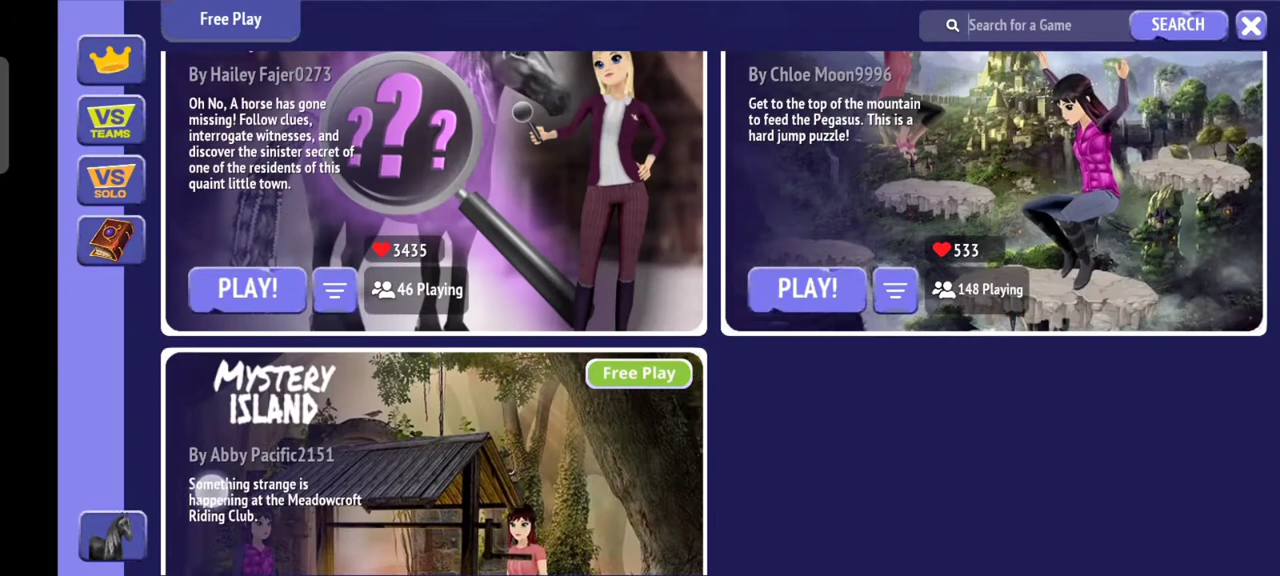 Free Play
Search for a Game
SEARCH
VS
TEAMS
VS
SOLO
By Hailey Fajer0273
Oh No, A horse has gone
missing! Follow clues,
interrogate witnesses, and
discover the sinister secret of
one of the residents of this
quaint little town.
???
3435
PLAY!
46 Playing
By Chloe Moon9996
Get to the top of the mountain
to feed the Pegasus. This is a
hard jump puzzle!
533
PLAY!
148 Playing
MYSTERY
ISLAND
Free Play
By Abby Pacific2151
Something strange is
happening at the Meadowcroft
Riding Club.